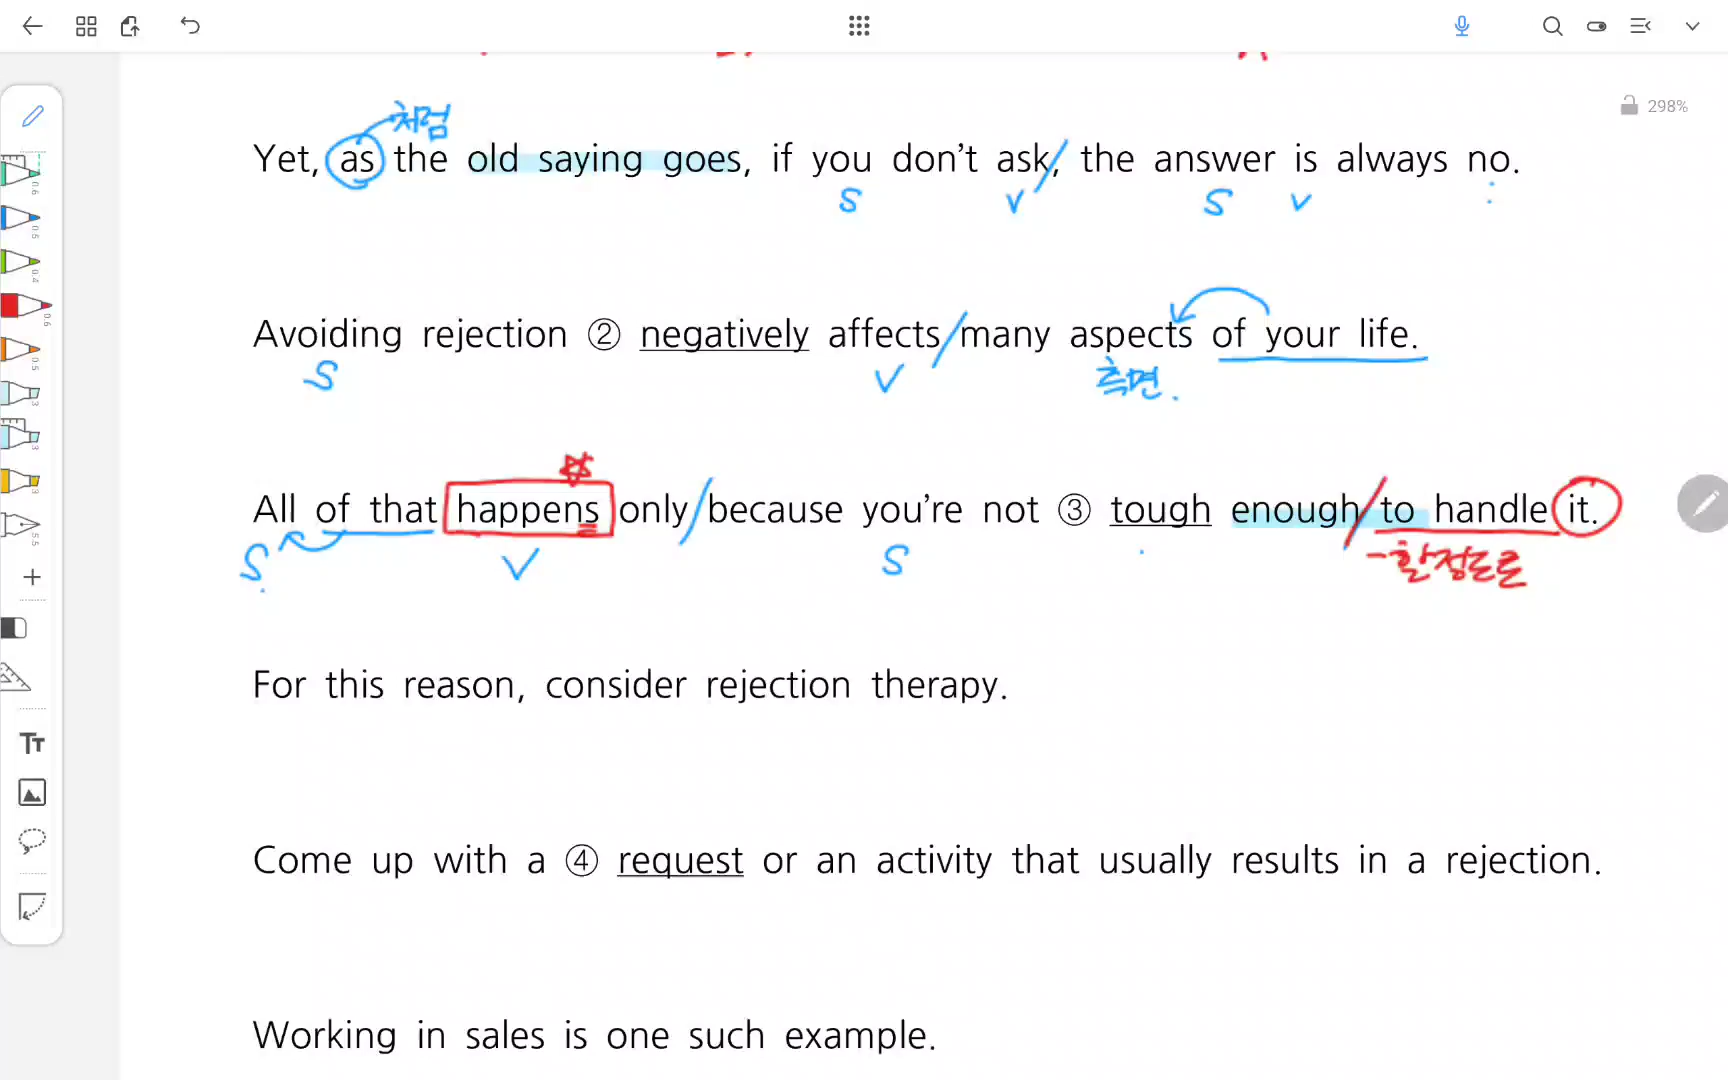 298%
처럼
Yet, as the old saying goes, if you don't ask, the answer is always no.
S V S V
Avoiding rejection ② negatively affects many aspects of your life.
S V 측면.
All of that happens only because you're not ③ tough enough to handle it.
S V S ~할정도로
For this reason, consider rejection therapy.
Come up with a ④ request or an activity that usually results in a rejection.
Working in sales is one such example.